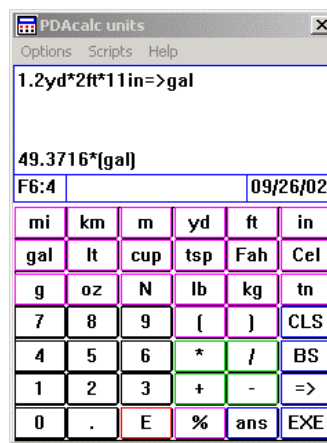 PDAcalc units
Options Scripts Help
1.2yd*2ft*11in=>gal
49.3716*(gal)
F6:4 09/26/02
mi km m yd ft in
gal lt cup tsp Fah Cel
g oz N lb kg tn
7 8 9 ( ) CLS
4 5 6 * / BS
1 2 3 + - =>
0 . E % ans EXE